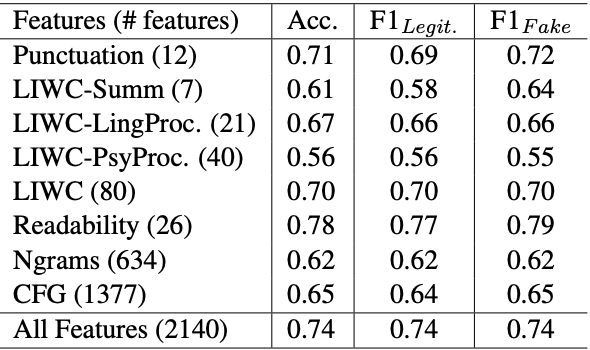 Features (# features) Acc. F1Legit. F1Fake
Punctuation (12) 0.71 0.69 0.72
LIWC-Summ (7) 0.61 0.58 0.64
LIWC-LingProc. (21) 0.67 0.66 0.66
LIWC-PsyProc. (40) 0.56 0.56 0.55
LIWC (80) 0.70 0.70 0.70
Readability (26) 0.78 0.77 0.79
Ngrams (634) 0.62 0.62 0.62
CFG (1377) 0.65 0.64 0.65
All Features (2140) 0.74 0.74 0.74